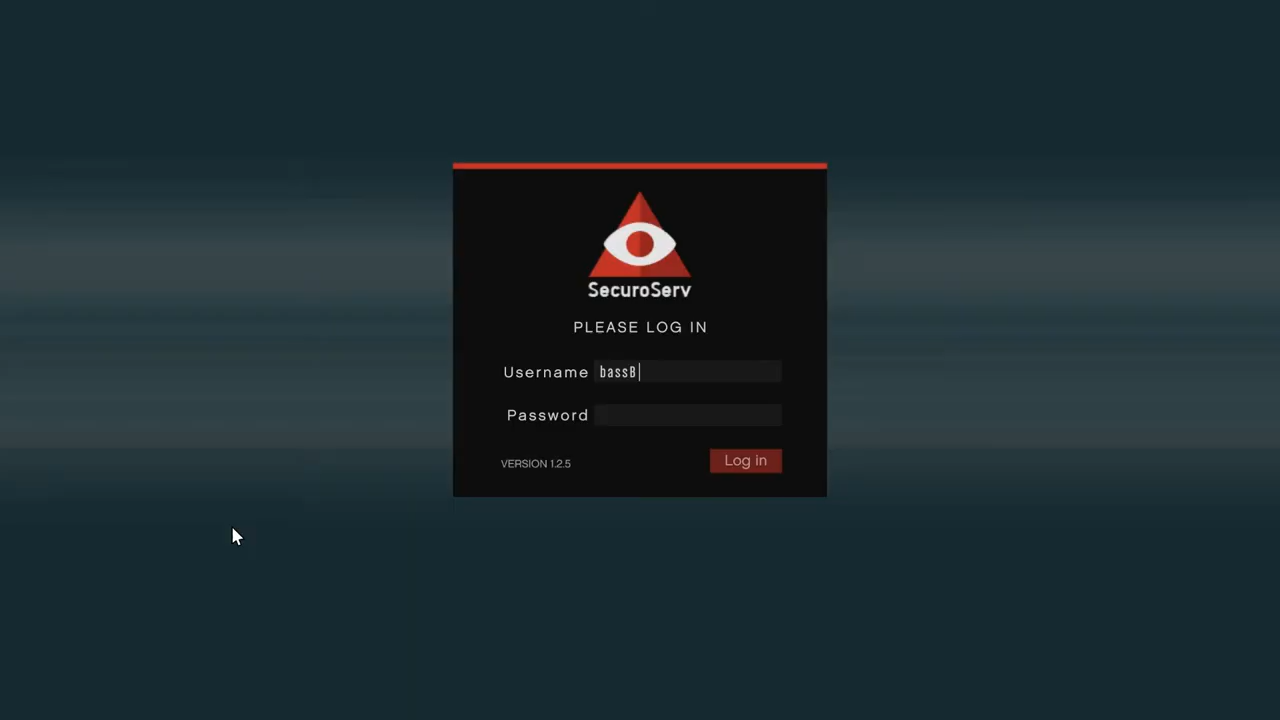 SecuroServ
PLEASE LOG IN
Username bassB
Password
VERSION 1.2.5
Log in